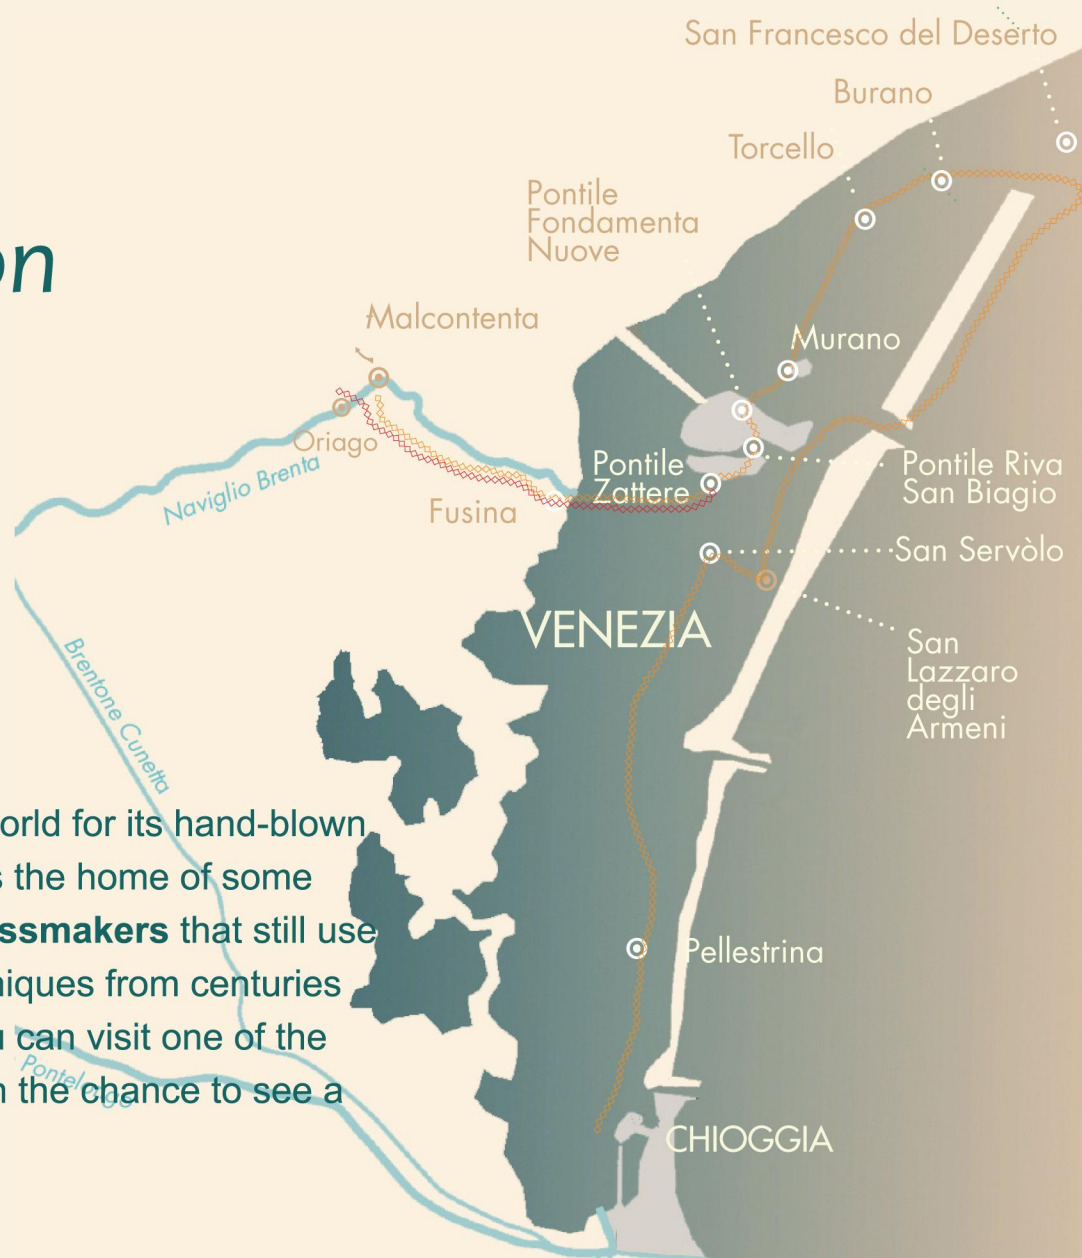 San Francesco del Deserto
Burano
Torcello
Pontile
Fondamenta
Nuove
on
Malcontenta
Murano
Oriago
Naviglio Brenta
Pontile
Zattere
Pontile Riva
San Biagio
Fusina
San Servòlo
VENEZIA
San
Lazzaro
degli
Armeni
Brentone Cunetta
orld for its hand-blown
s the home of some
ssmakers that still use
Pellestrina
niques from centuries
u can visit one of the
Pontelongo
n the chance to see a
CHIOGGIA